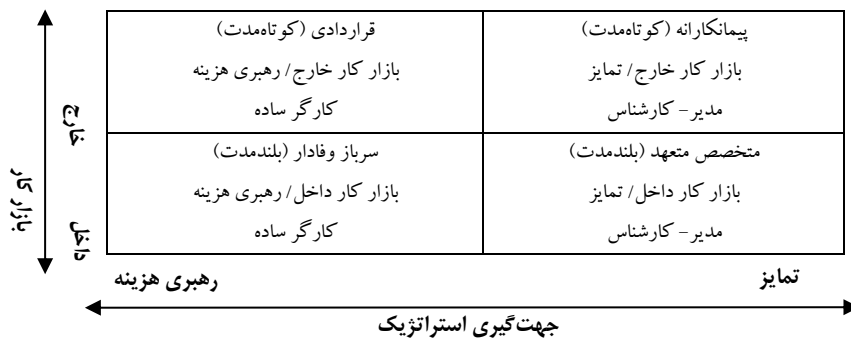 پیمانکارانه (کوتاه‌مدت)
بازار کار خارج/ تمایز
مدیر- کارشناس
قراردادی (کوتاه‌مدت)
بازار کار خارج/ رهبری هزینه
کارگر ساده
متخصص متعهد (بلندمدت)
بازار کار داخل/ تمایز
مدیر- کارشناس
سرباز وفادار (بلندمدت)
بازار کار داخل/ رهبری هزینه
کارگر ساده
خارج
داخل
بازار کار
تمایز
رهبری هزینه
جهت‌گیری استراتژیک